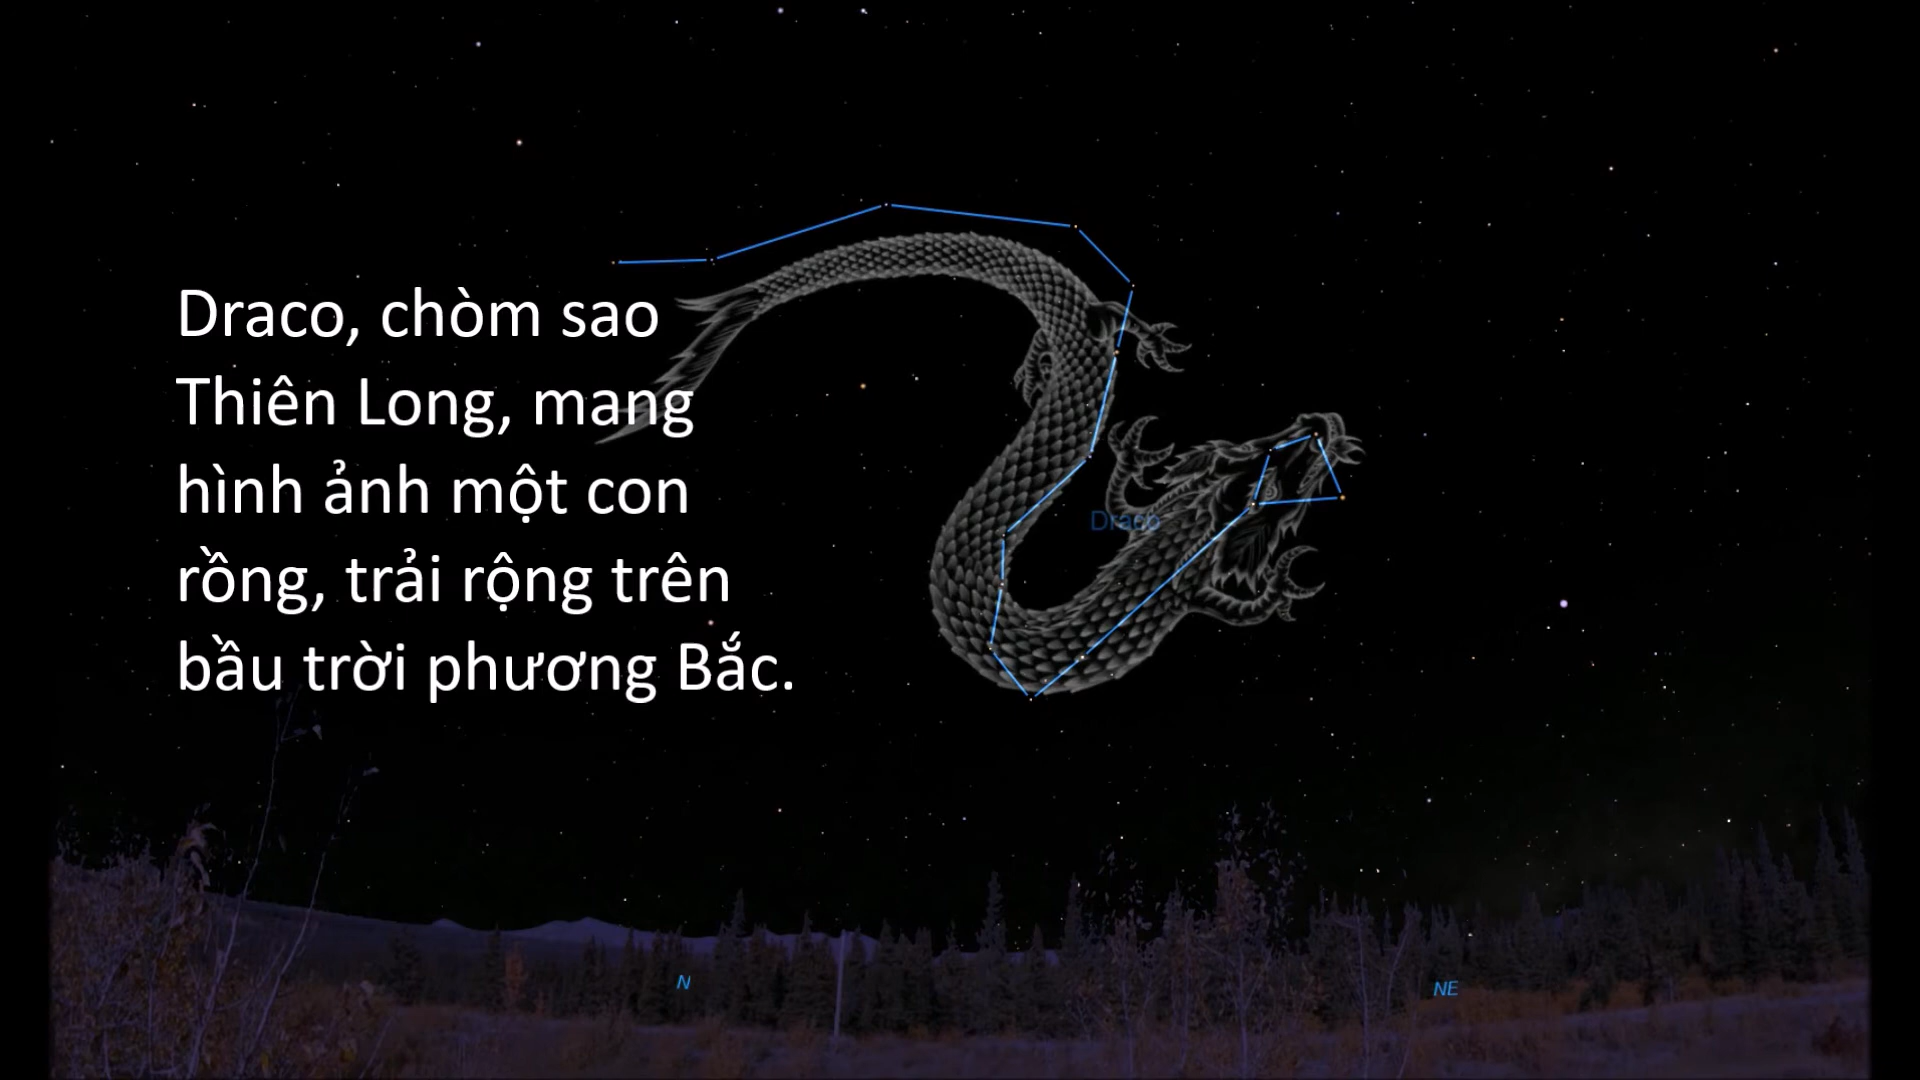 Draco, chòm sao
Thiên Long, mang
hình ảnh một con
rồng, trải rộng trên
bầu trời phương Bắc.
Draco
N
NE